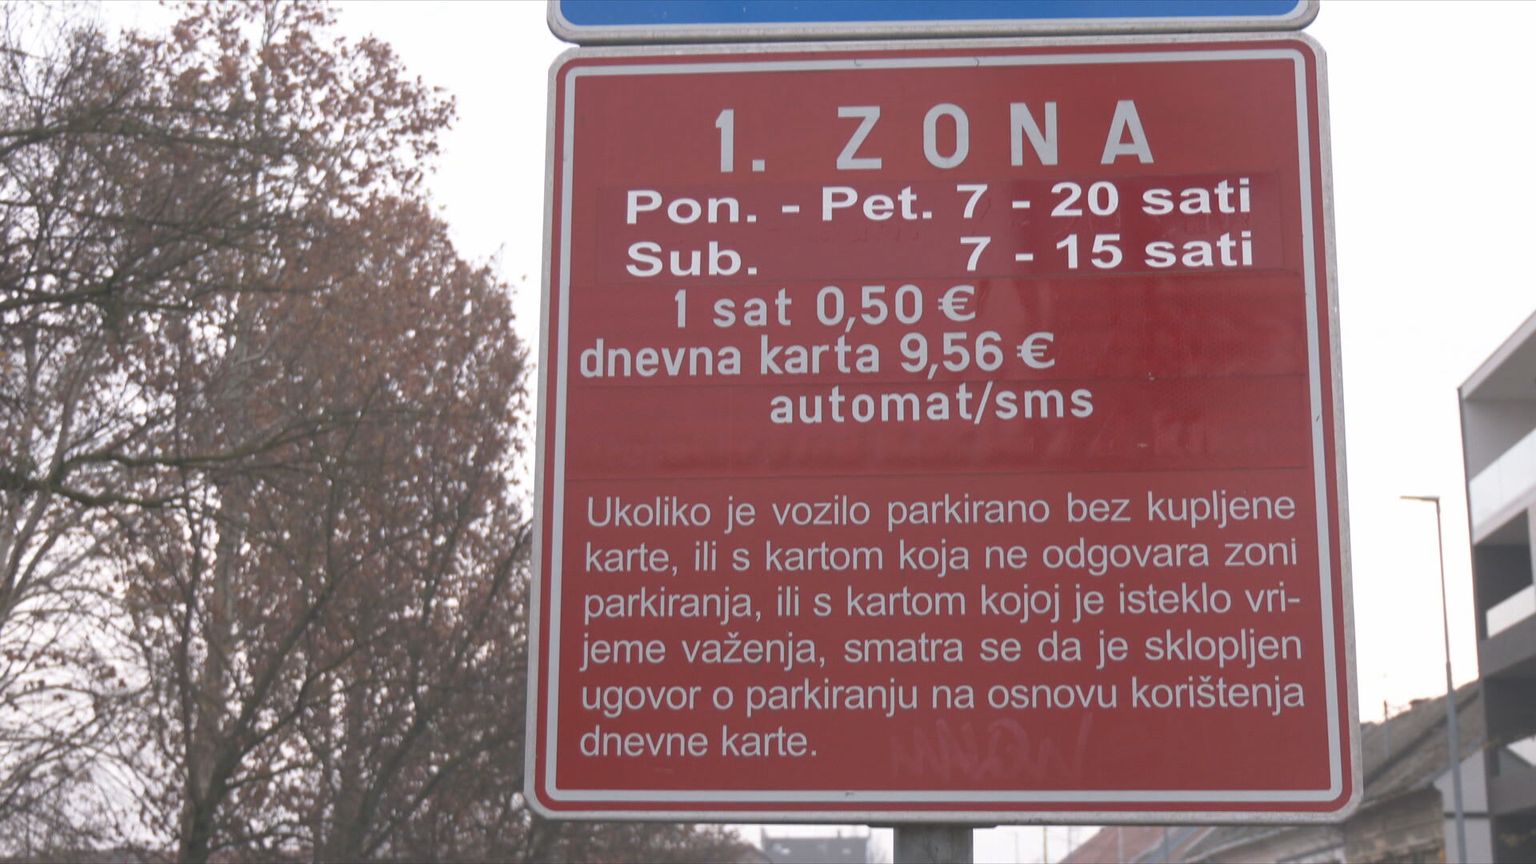 1. ZONA
Pon. - Pet. 7 - 20 sati
Sub. 7 - 15 sati
1 sat 0,50 €
dnevna karta 9,56 €
automat/sms
Ukoliko je vozilo parkirano bez kupljene
karte, ili s kartom koja ne odgovara zoni
parkiranja, ili s kartom kojoj je isteklo vri-
jeme važenja, smatra se da je sklopljen
ugovor o parkiranju na osnovu korištenja
dnevne karte.